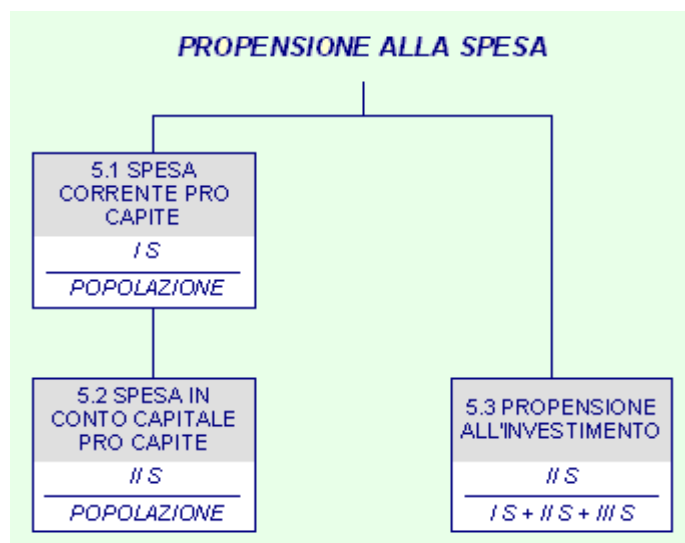 PROPENSIONE ALLA SPESA
5.1 SPESA
CORRENTE PRO
CAPITE
I S
POPOLAZIONE
5.2 SPESA IN
CONTO CAPITALE
PRO CAPITE
II S
POPOLAZIONE
5.3 PROPENSIONE
ALL'INVESTIMENTO
II S
I S + II S + III S